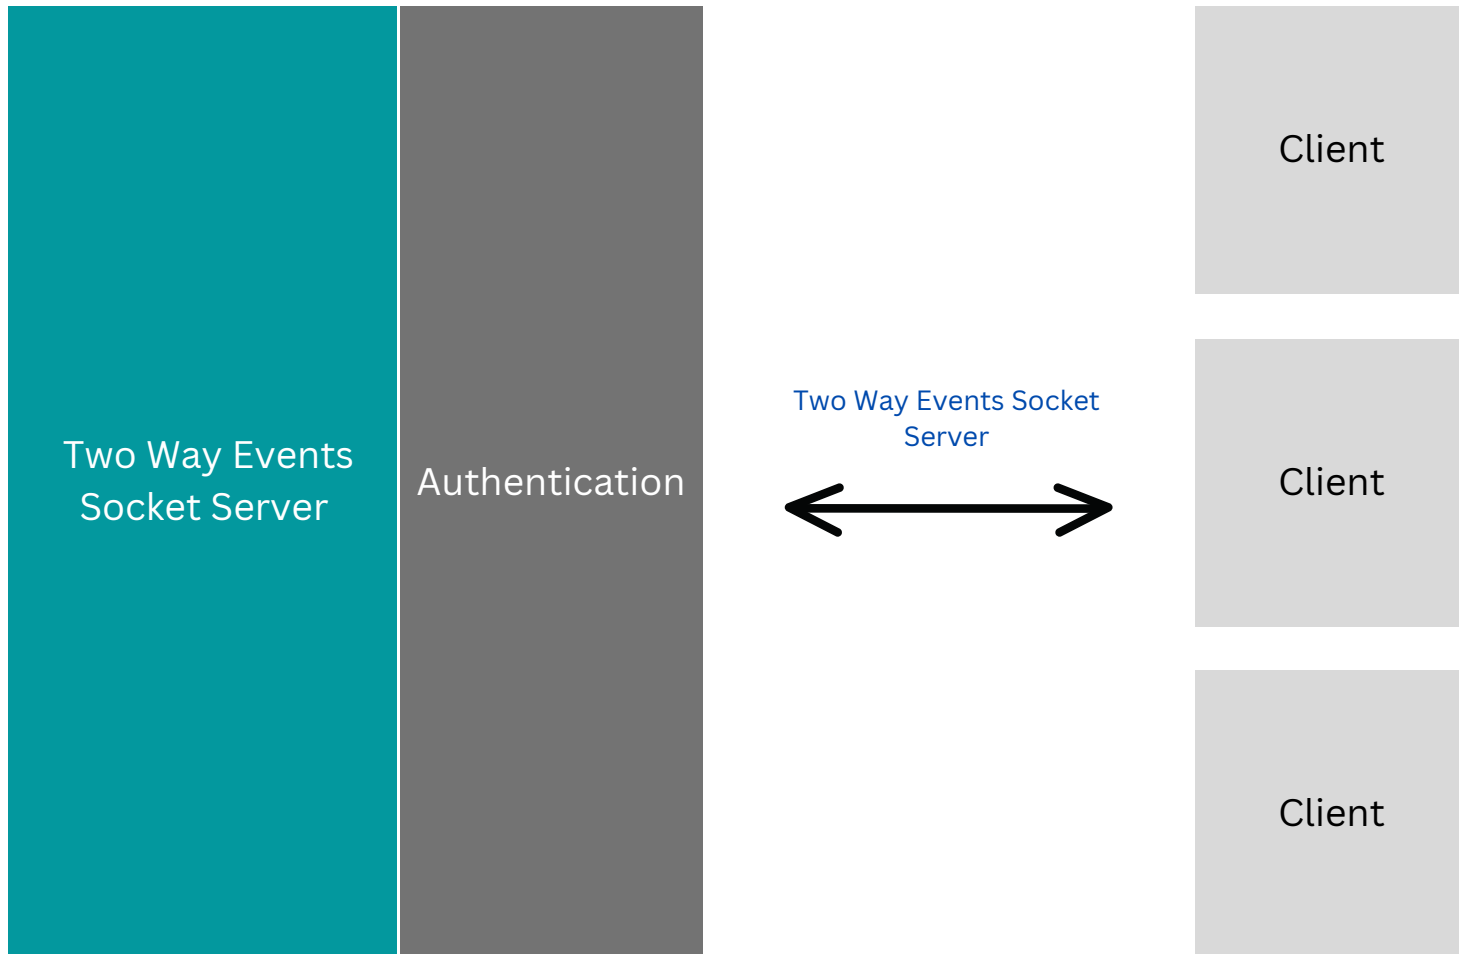 Two Way Events
Socket Server
Authentication
Two Way Events Socket
Server
Client
Client
Client